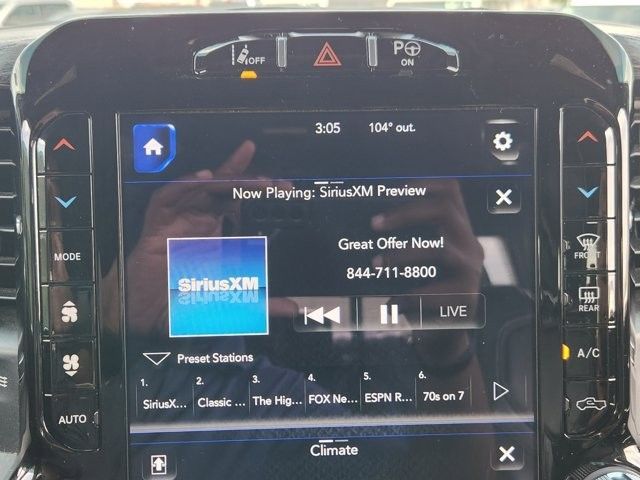 OFF
P
ON
3:05 104° out.
Now Playing: SiriusXM Preview
Great Offer Now!
844-711-8800
SiriusXM
LIVE
Preset Stations
1. 2. 3. 4. 5. 6.
SiriusX... Classic ... The Hig... FOX Ne... ESPN R... 70s on 7
Climate
MODE
AUTO
FRONT
REAR
A/C